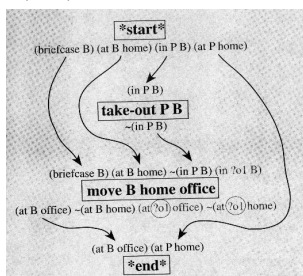 *start*
(briefcase B) (at B home) (in P B) (at P home)
(in P B)
take-out P B
~(in P B)
(briefcase B) (at B home) ~(in P B) (in ?o1 B)
move B home office
(at B office) ~(at B home) (at ?o1 office) ~(at ?o1 home)
(at B office) (at P home)
*end*